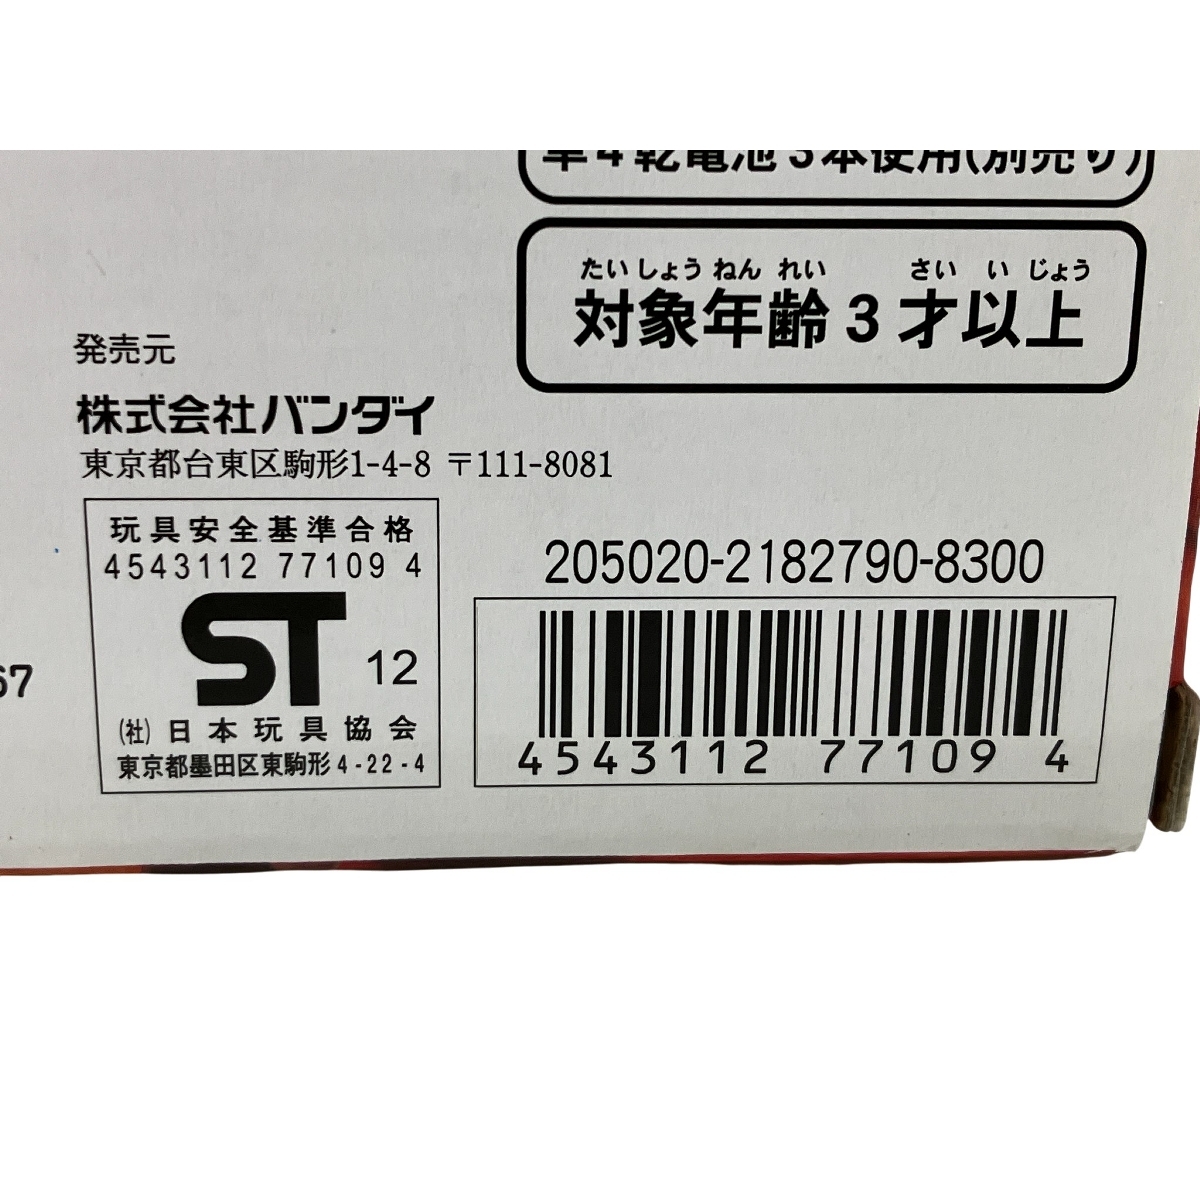 単4乾電池3本使用(別売り)
たいしょうねんれい さいいじょう
対象年齢3才以上
発売元
株式会社バンダイ
東京都台東区駒形1-4-8 〒111-8081
玩具安全基準合格
4543112 77109 4
ST 12
(社)日本玩具協会
東京都墨田区東駒形4-22-4
67
205020-2182790-8300
4543112 77109 4